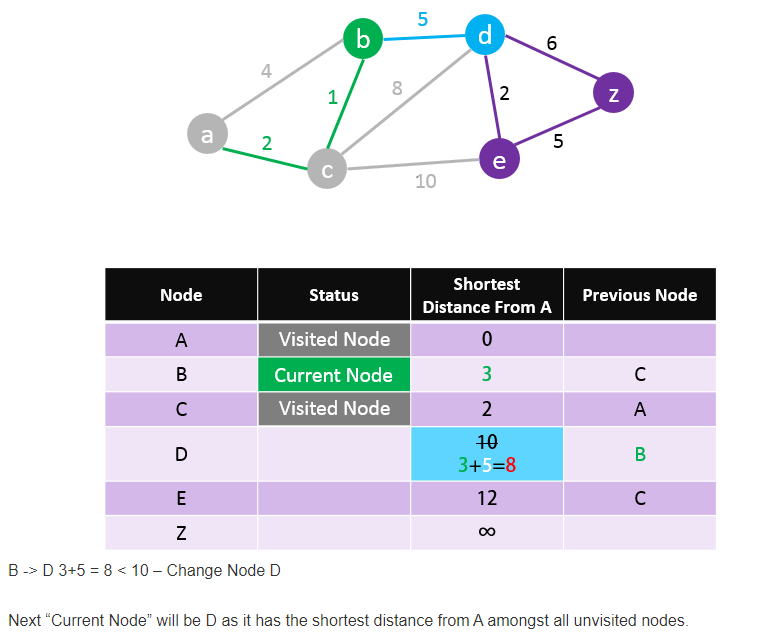 5
b
d
6
4
8
1
2
z
a
2
5
e
c
10
Node Status Shortest Distance From A Previous Node
A Visited Node 0
B Current Node 3 C
C Visited Node 2 A
D 10 3+5=8 B
E 12 C
Z ∞
B -> D 3+5 = 8 < 10 – Change Node D
Next “Current Node” will be D as it has the shortest distance from A amongst all unvisited nodes.